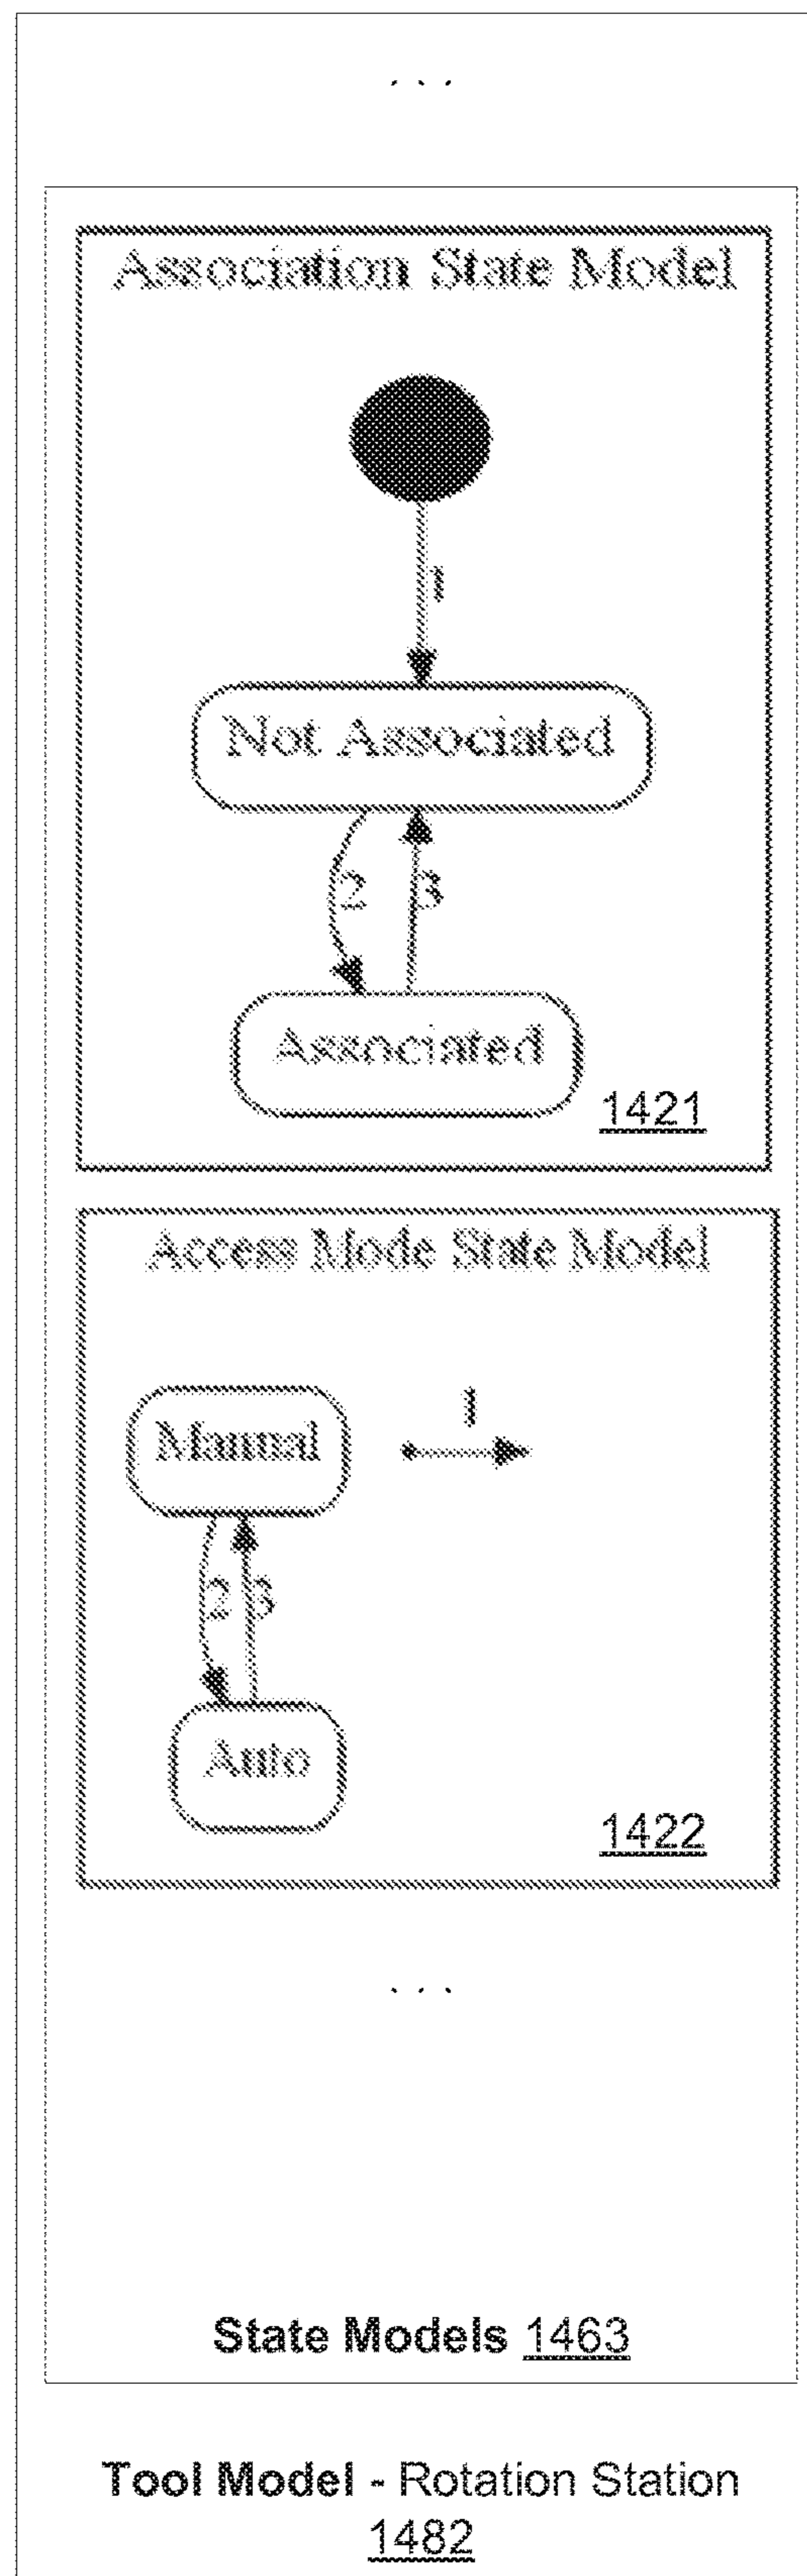 . . .
Association State Model
1
Not Associated
2 3
Associated
1421
Access Mode State Model
Manual
1
2 3
Auto
1422
. . .
State Models 1463
Tool Model - Rotation Station
1482